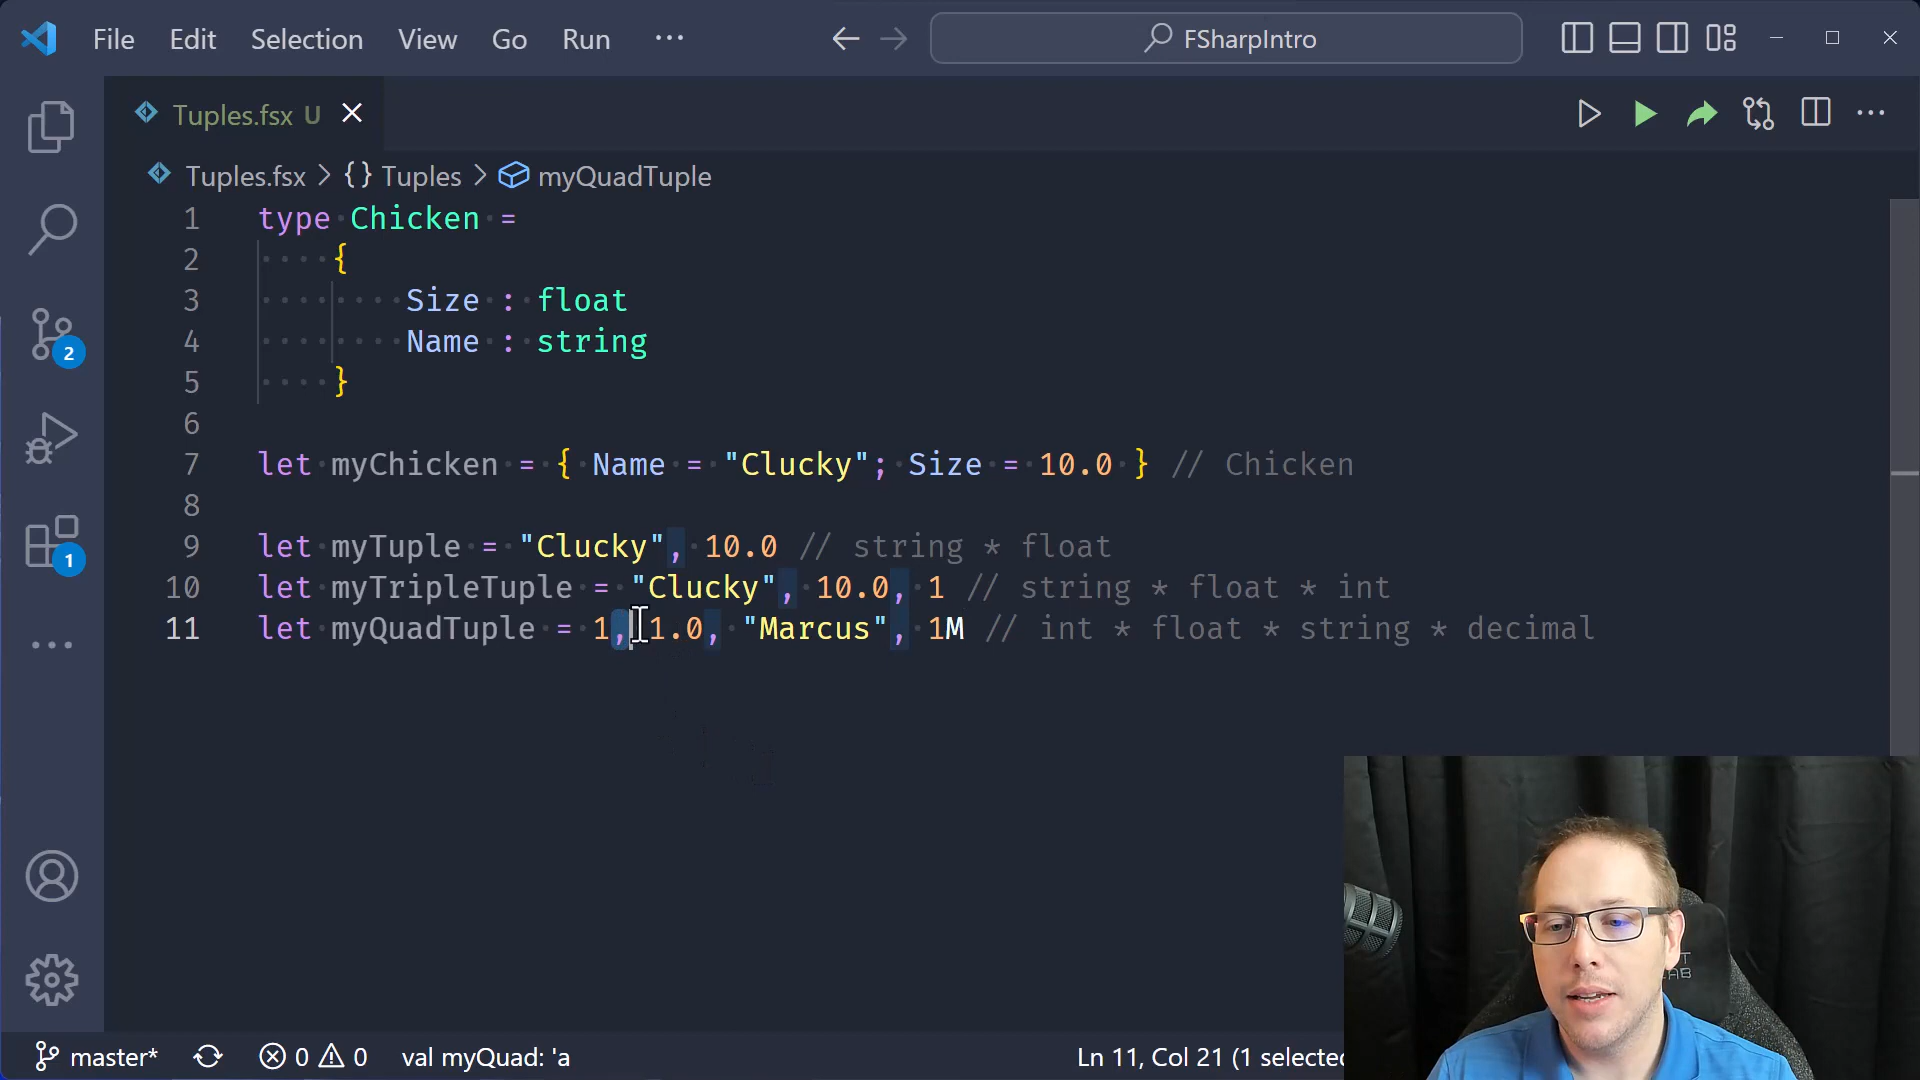 File Edit Selection View Go Run ··· FSharpIntro
Tuples.fsx U
Tuples.fsx > {} Tuples > myQuadTuple
1 type Chicken =
2 {
3 Size : float
4 Name : string
5 }
6
7 let myChicken = { Name = "Clucky"; Size = 10.0 } // Chicken
8
9 let myTuple = "Clucky", 10.0 // string * float
10 let myTripleTuple = "Clucky", 10.0, 1 // string * float * int
11 let myQuadTuple = 1, 1.0, "Marcus", 1M // int * float * string * decimal
2
1
master* 0 0 val myQuad: 'a Ln 11, Col 21 (1 selected